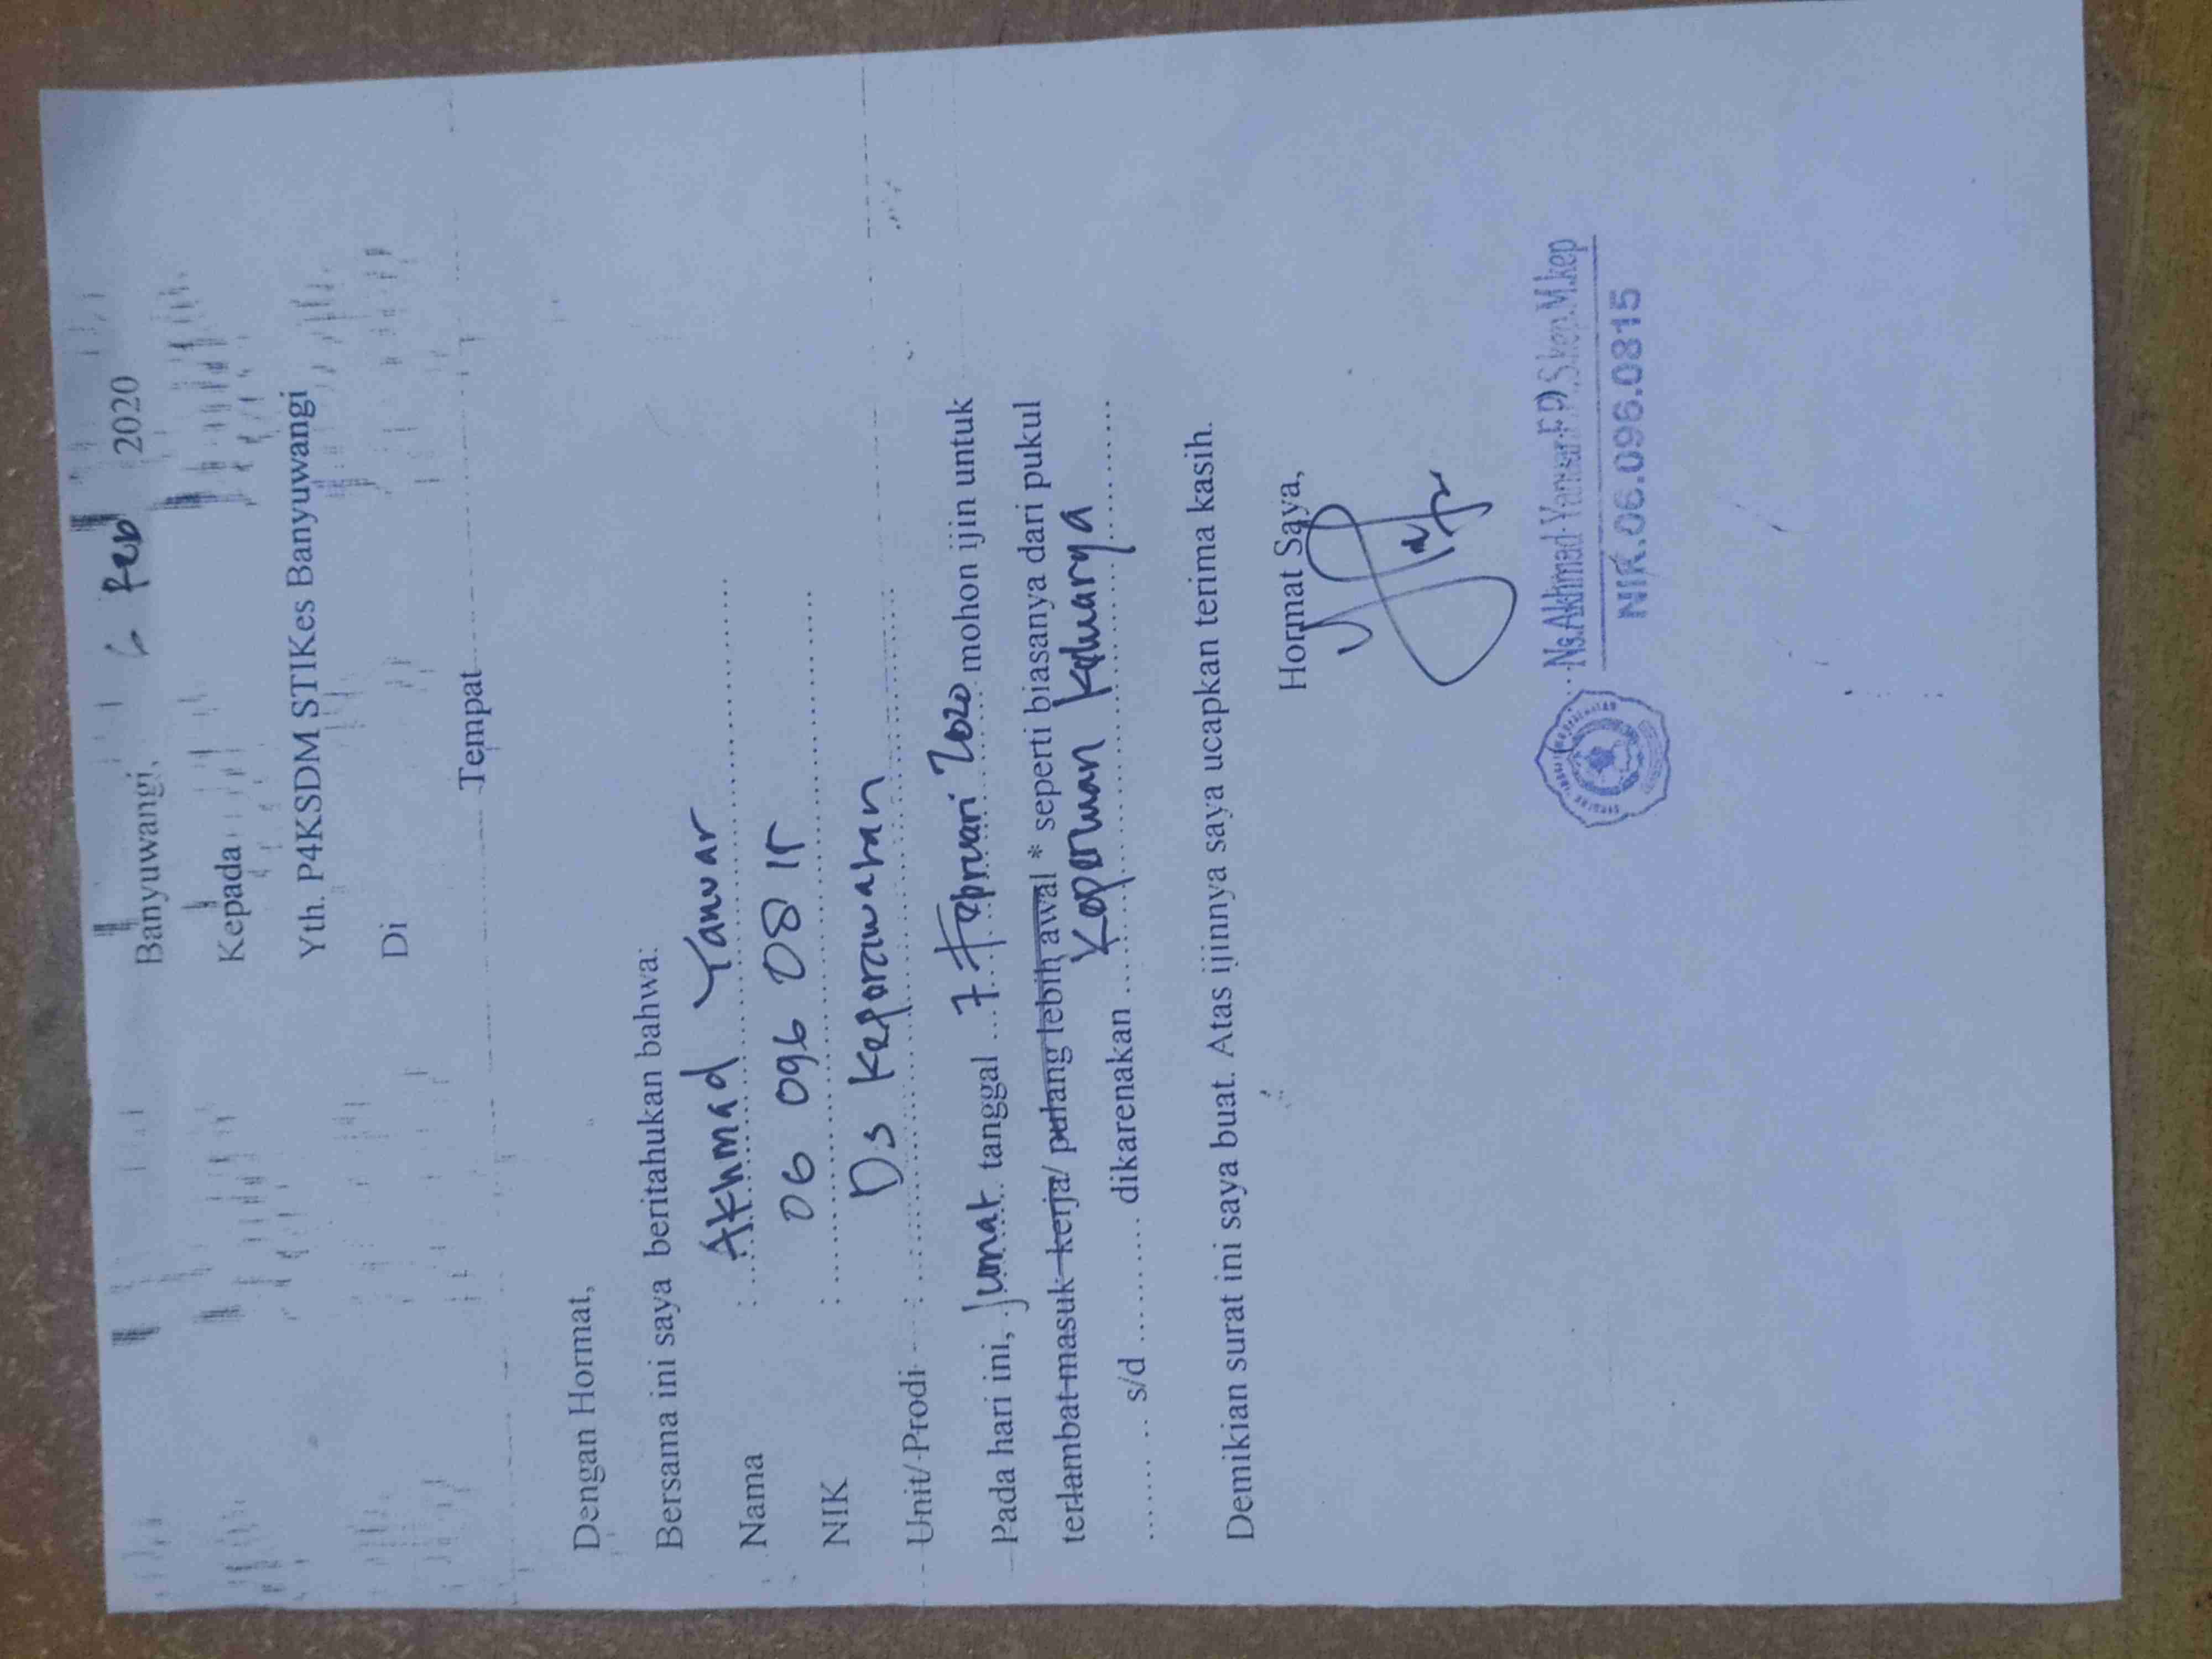 Banyuwangi, 6 Feb 2020
Kepada
Yth. P4KSDM STIKes Banyuwangi
Di
Tempat
Dengan Hormat,
Bersama ini saya beritahukan bahwa:
Nama : Akhmad Yanuar
NIK : 06 096 08 15
Unit/ Prodi : D3 Keperawatan
Pada hari ini, Jumat tanggal 7 Februari 2020 mohon ijin untuk
terlambat masuk kerja/ pulang lebih awal * seperti biasanya dari pukul
........ s/d ......... dikarenakan Keperluan Keluarga
Demikian surat ini saya buat. Atas ijinnya saya ucapkan terima kasih.
Hormat Saya,
Ns.Akhmad Yanuar F.P,S.kep.M.kep
NIK.06.096.0815